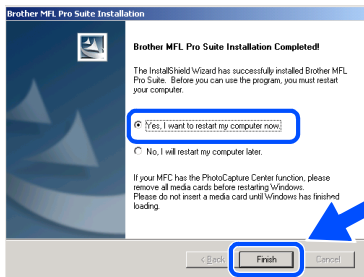 Brother MFL Pro Suite Installation
Brother MFL Pro Suite Installation Completed!
The InstallShield Wizard has successfully installed Brother MFL
Pro Suite. Before you can use the program, you must restart
your computer.
Yes, I want to restart my computer now.
No, I will restart my computer later.
If your MFC has the PhotoCapture Center function, please
remove all media cards before restarting Windows.
Please do not insert a media card until Windows has finished
loading.
< Back
Finish
Cancel